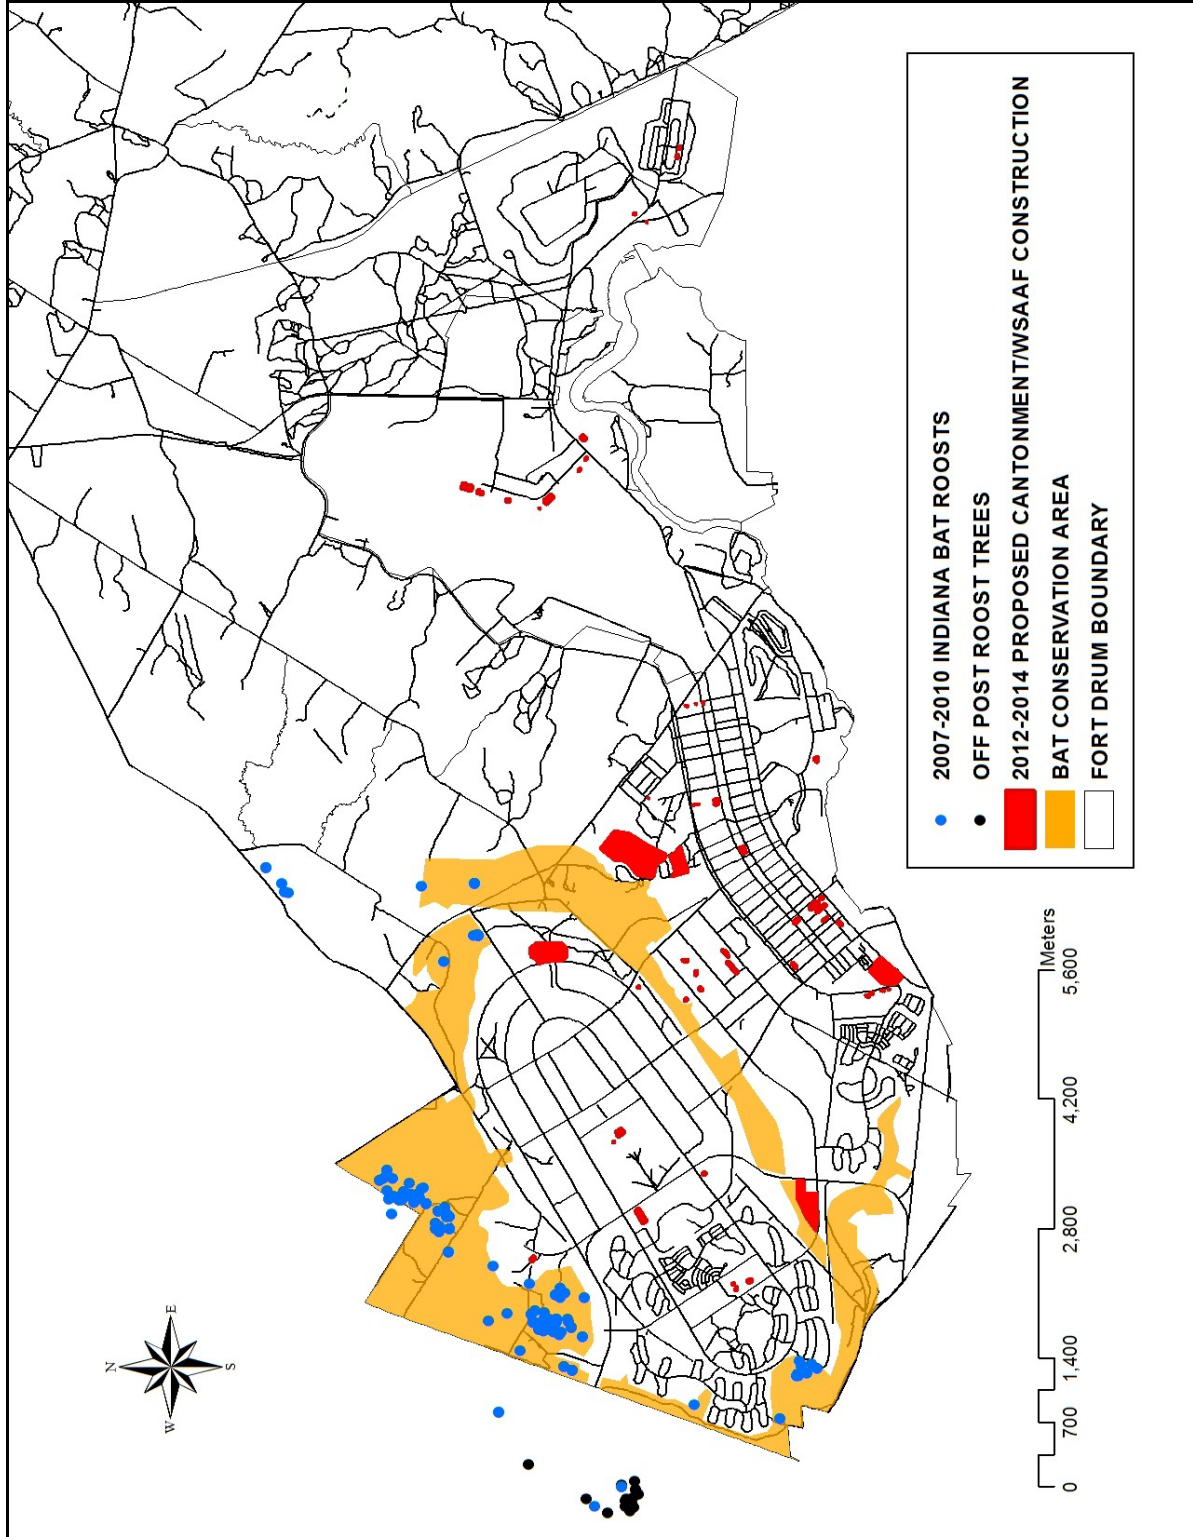 N
W
E
S
2007-2010 INDIANA BAT ROOSTS
OFF POST ROOST TREES
2012-2014 PROPOSED CANTONMENT/WSAAF CONSTRUCTION
BAT CONSERVATION AREA
FORT DRUM BOUNDARY
Meters
0 700 1,400 2,800 4,200 5,600